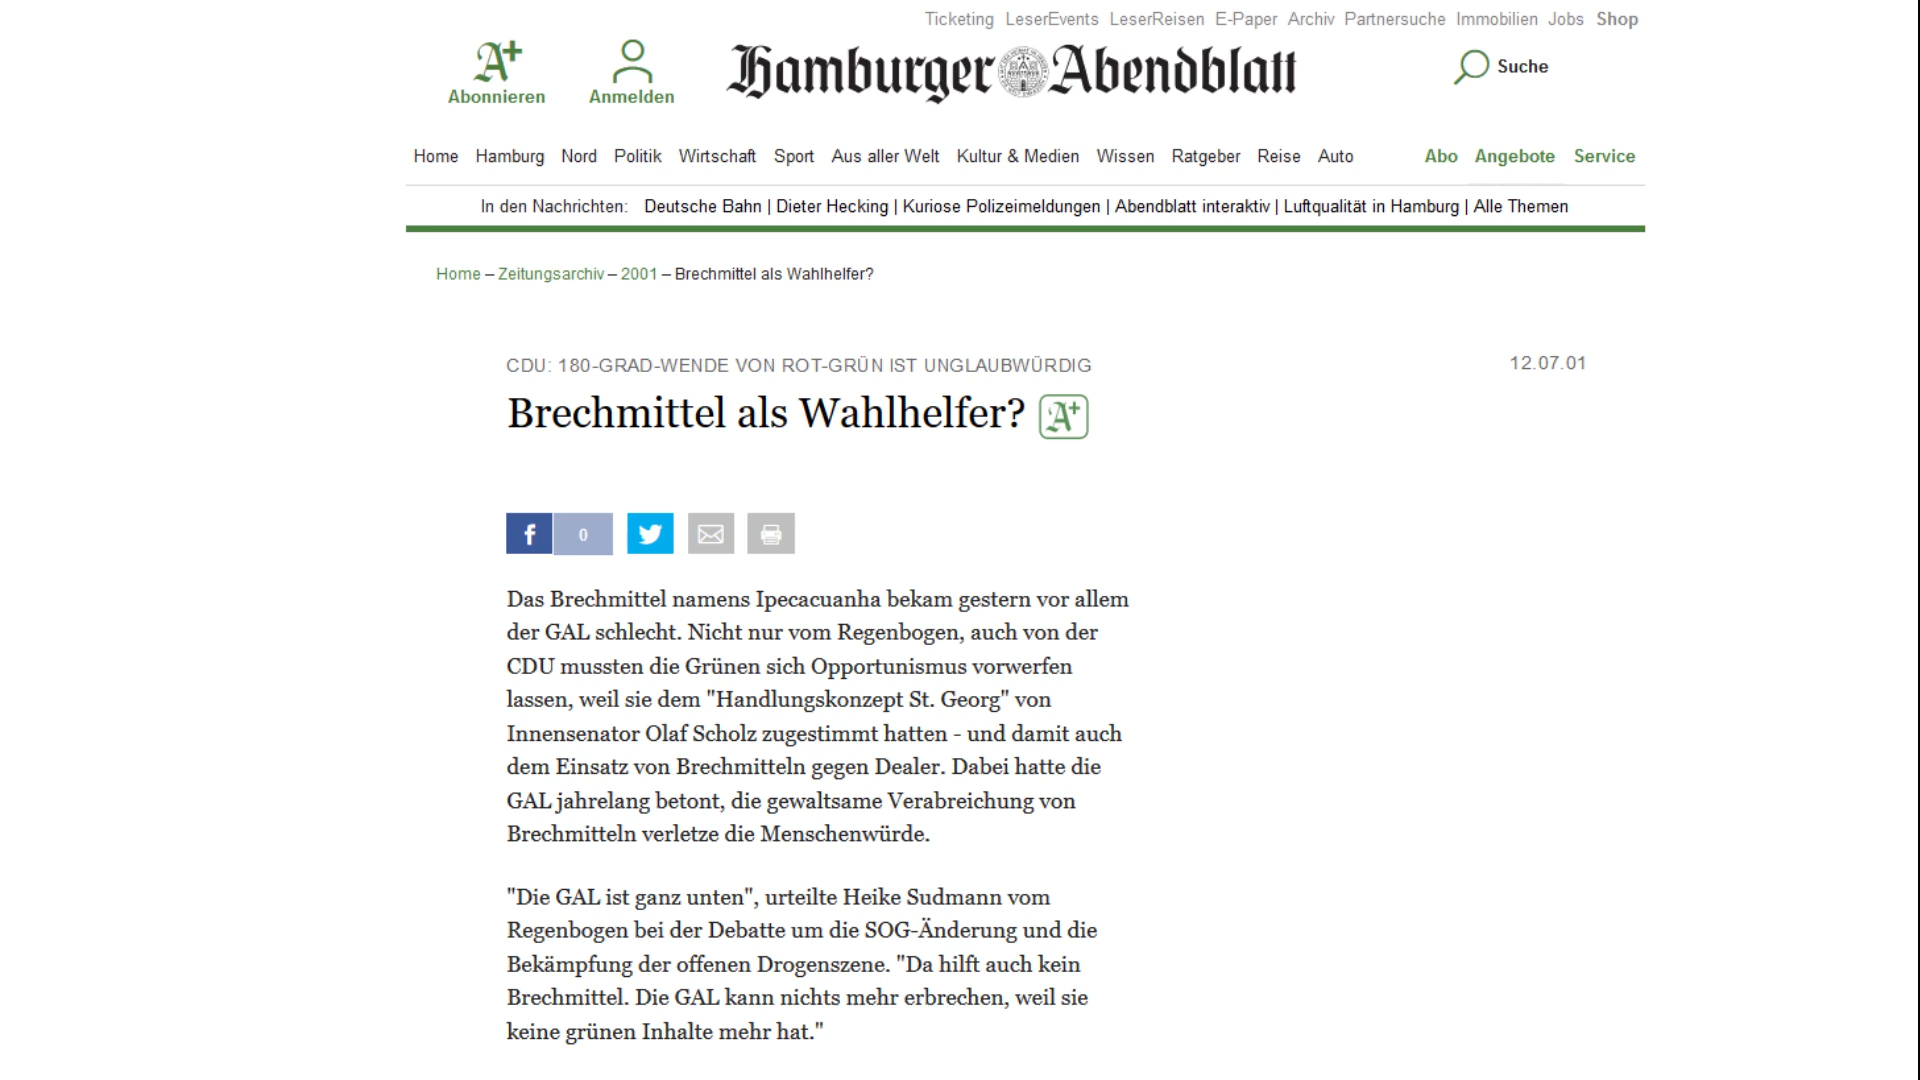 Ticketing LeserEvents LeserReisen E-Paper Archiv Partnersuche Immobilien Jobs Shop
A+ Abonnieren
Anmelden
Hamburger Abendblatt
Suche
Home Hamburg Nord Politik Wirtschaft Sport Aus aller Welt Kultur & Medien Wissen Ratgeber Reise Auto Abo Angebote Service
In den Nachrichten: Deutsche Bahn | Dieter Hecking | Kuriose Polizeimeldungen | Abendblatt interaktiv | Luftqualität in Hamburg | Alle Themen
Home – Zeitungsarchiv – 2001 – Brechmittel als Wahlhelfer?
CDU: 180-GRAD-WENDE VON ROT-GRÜN IST UNGLAUBWÜRDIG
12.07.01
Brechmittel als Wahlhelfer? A+
f 0
Das Brechmittel namens Ipecacuanha bekam gestern vor allem
der GAL schlecht. Nicht nur vom Regenbogen, auch von der
CDU mussten die Grünen sich Opportunismus vorwerfen
lassen, weil sie dem "Handlungskonzept St. Georg" von
Innensenator Olaf Scholz zugestimmt hatten - und damit auch
dem Einsatz von Brechmitteln gegen Dealer. Dabei hatte die
GAL jahrelang betont, die gewaltsame Verabreichung von
Brechmitteln verletze die Menschenwürde.
"Die GAL ist ganz unten", urteilte Heike Sudmann vom
Regenbogen bei der Debatte um die SOG-Änderung und die
Bekämpfung der offenen Drogenszene. "Da hilft auch kein
Brechmittel. Die GAL kann nichts mehr erbrechen, weil sie
keine grünen Inhalte mehr hat."